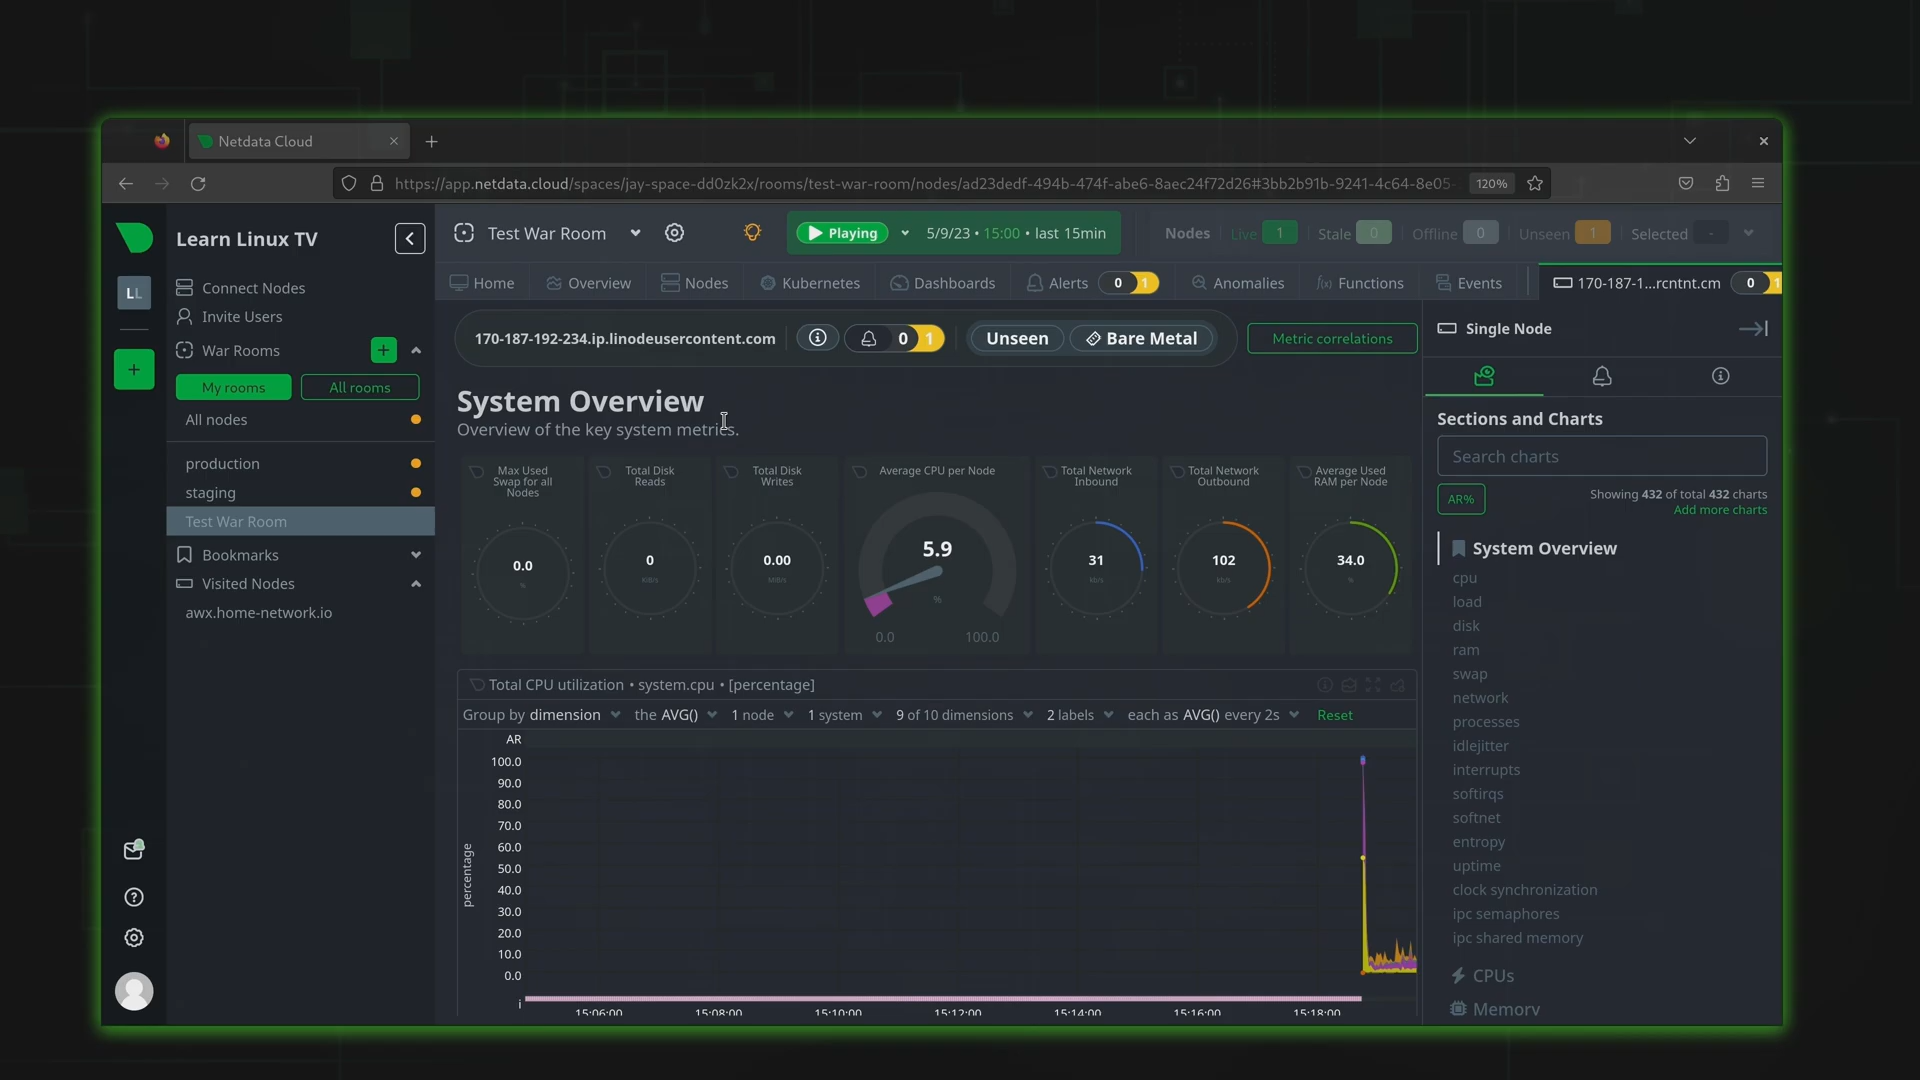 Netdata Cloud
https://app.netdata.cloud/spaces/jay-space-dd0zk2x/rooms/test-war-room/nodes/ad23dedf-494b-474f-abe6-8aec24f72d26#3bb2b91b-9241-4c64-8e05-
120%
Learn Linux TV
LL
Connect Nodes
Invite Users
War Rooms
My rooms
All rooms
All nodes
production
staging
Test War Room
Bookmarks
Visited Nodes
awx.home-network.io
Test War Room
Playing
5/9/23 • 15:00 • last 15min
Nodes
Live 1
Stale 0
Offline 0
Unseen 1
Selected -
Home
Overview
Nodes
Kubernetes
Dashboards
Alerts 0 1
Anomalies
f(x) Functions
Events
170-187-1...rcntnt.cm 0 1
170-187-192-234.ip.linodeusercontent.com
0 1
Unseen
Bare Metal
Metric correlations
System Overview
Overview of the key system metrics.
Max Used
Swap for all
Nodes
0.0
%
Total Disk
Reads
0
KiB/s
Total Disk
Writes
0.00
MiB/s
Average CPU per Node
5.9
%
0.0
100.0
Total Network
Inbound
31
kb/s
Total Network
Outbound
102
kb/s
Average Used
RAM per Node
34.0
%
Total CPU utilization • system.cpu • [percentage]
Group by dimension
the AVG()
1 node
1 system
9 of 10 dimensions
2 labels
each as AVG() every 2s
Reset
AR
100.0
90.0
80.0
70.0
60.0
50.0
40.0
30.0
20.0
10.0
0.0
i
percentage
15:06:00
15:08:00
15:10:00
15:12:00
15:14:00
15:16:00
15:18:00
Single Node
Sections and Charts
Search charts
AR%
Showing 432 of total 432 charts
Add more charts
System Overview
cpu
load
disk
ram
swap
network
processes
idlejitter
interrupts
softirqs
softnet
entropy
uptime
clock synchronization
ipc semaphores
ipc shared memory
CPUs
Memory